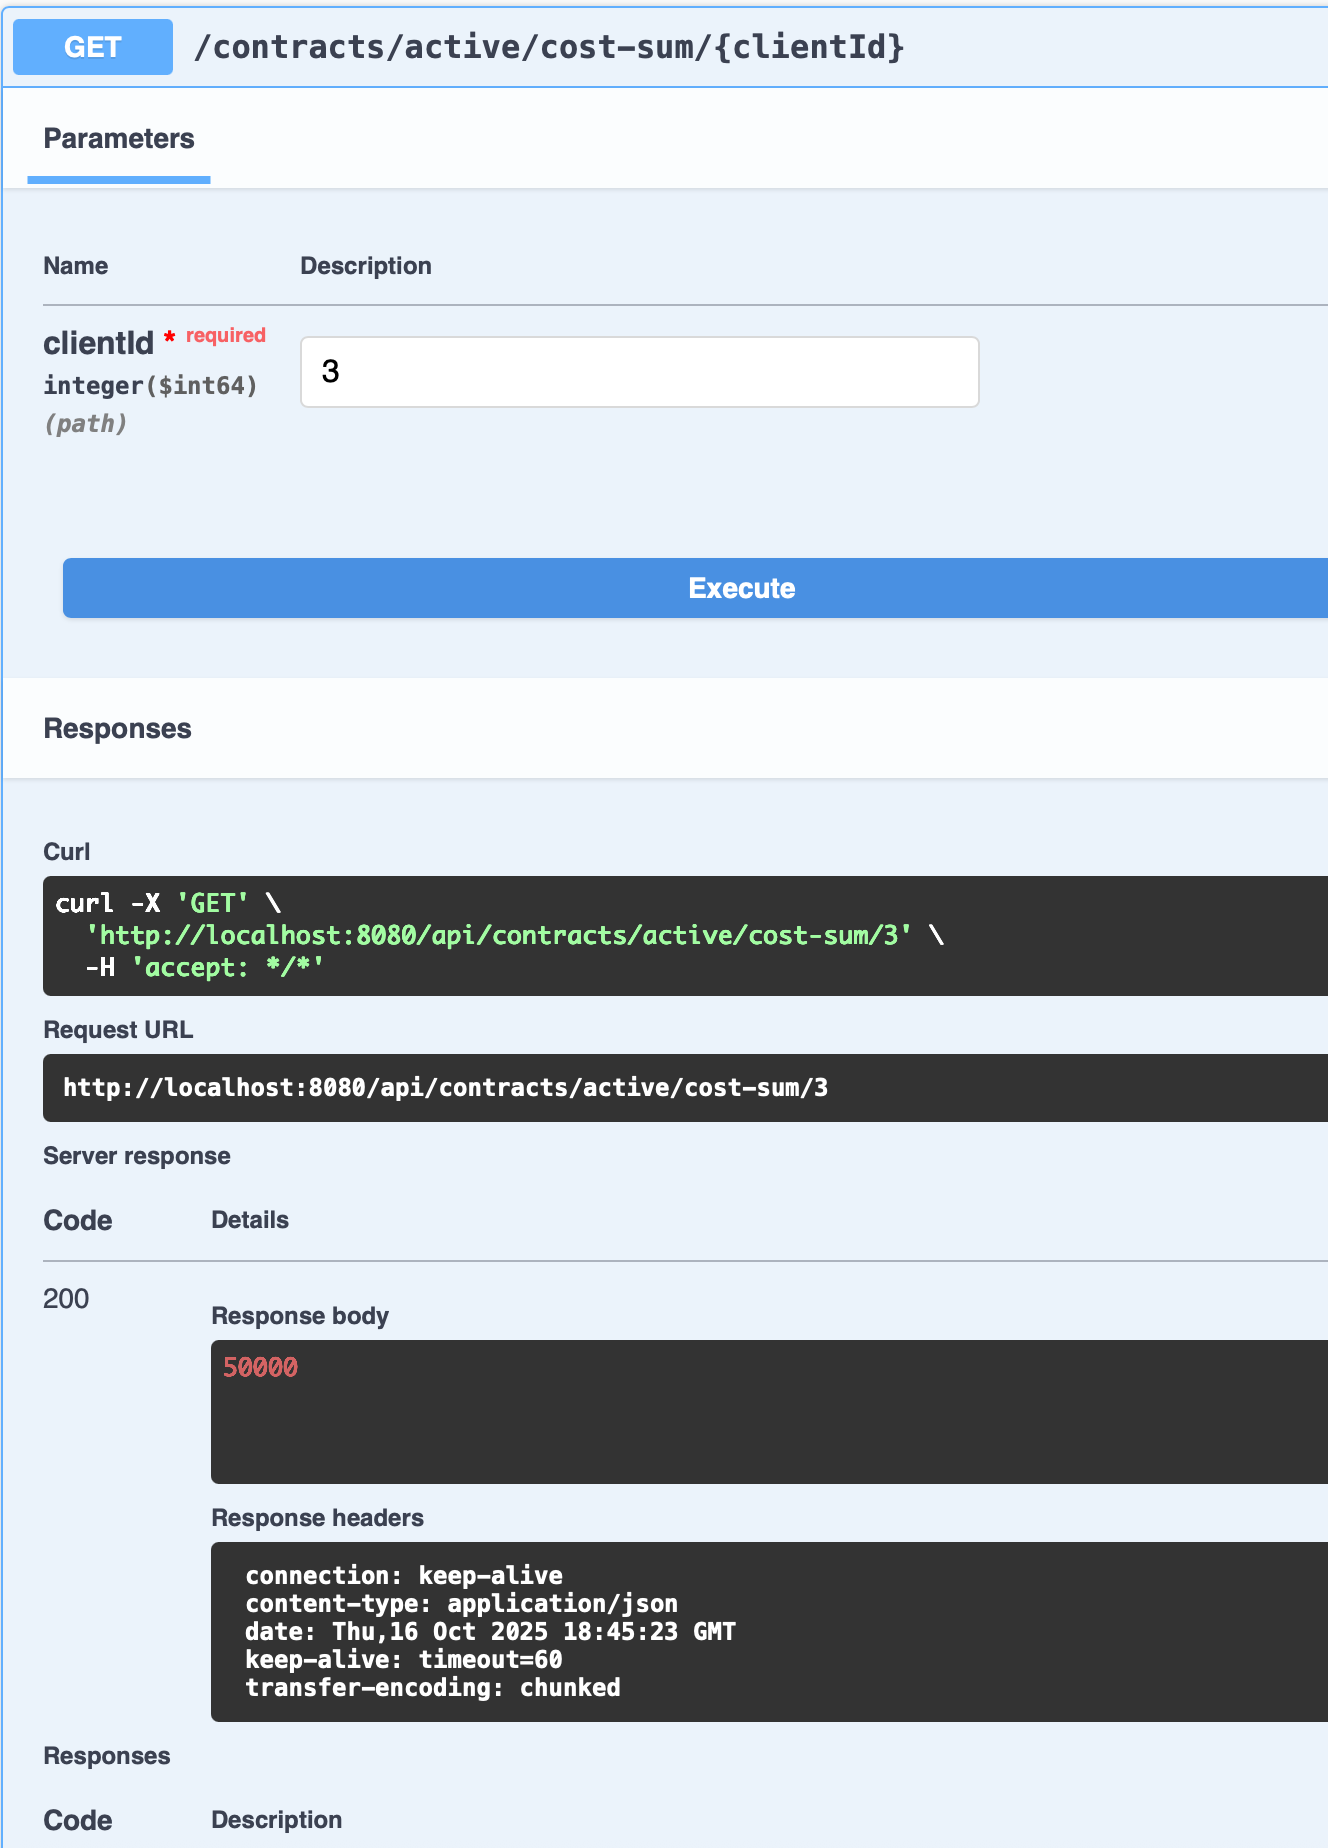 GET /contracts/active/cost-sum/{clientId}
Parameters
Name Description
clientId * required
integer($int64)
(path)
3
Execute
Responses
Curl
curl -X 'GET' \
  'http://localhost:8080/api/contracts/active/cost-sum/3' \
  -H 'accept: */*'
Request URL
http://localhost:8080/api/contracts/active/cost-sum/3
Server response
Code Details
200
Response body
50000
Response headers
connection: keep-alive
content-type: application/json
date: Thu,16 Oct 2025 18:45:23 GMT
keep-alive: timeout=60
transfer-encoding: chunked
Responses
Code Description